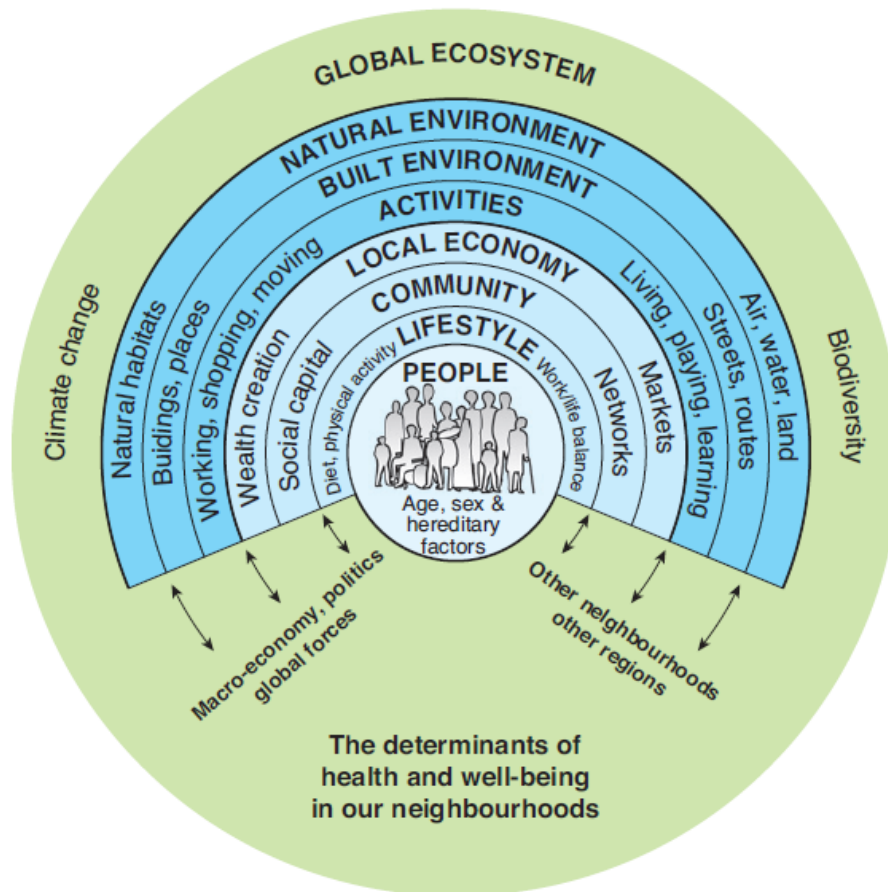 GLOBAL ECOSYSTEM
NATURAL ENVIRONMENT
BUILT ENVIRONMENT
ACTIVITIES
LOCAL ECONOMY
COMMUNITY
LIFESTYLE
PEOPLE
Age, sex &
hereditary
factors
Climate change
Natural habitats
Buidings, places
Working, shopping, moving
Wealth creation
Social capital
Diet, physical activity
Work/life balance
Networks
Markets
Living, playing, learning
Streets, routes
Air, water, land
Biodiversity
Macro-economy, politics
global forces
Other neighbourhoods
other regions
The determinants of
health and well-being
in our neighbourhoods